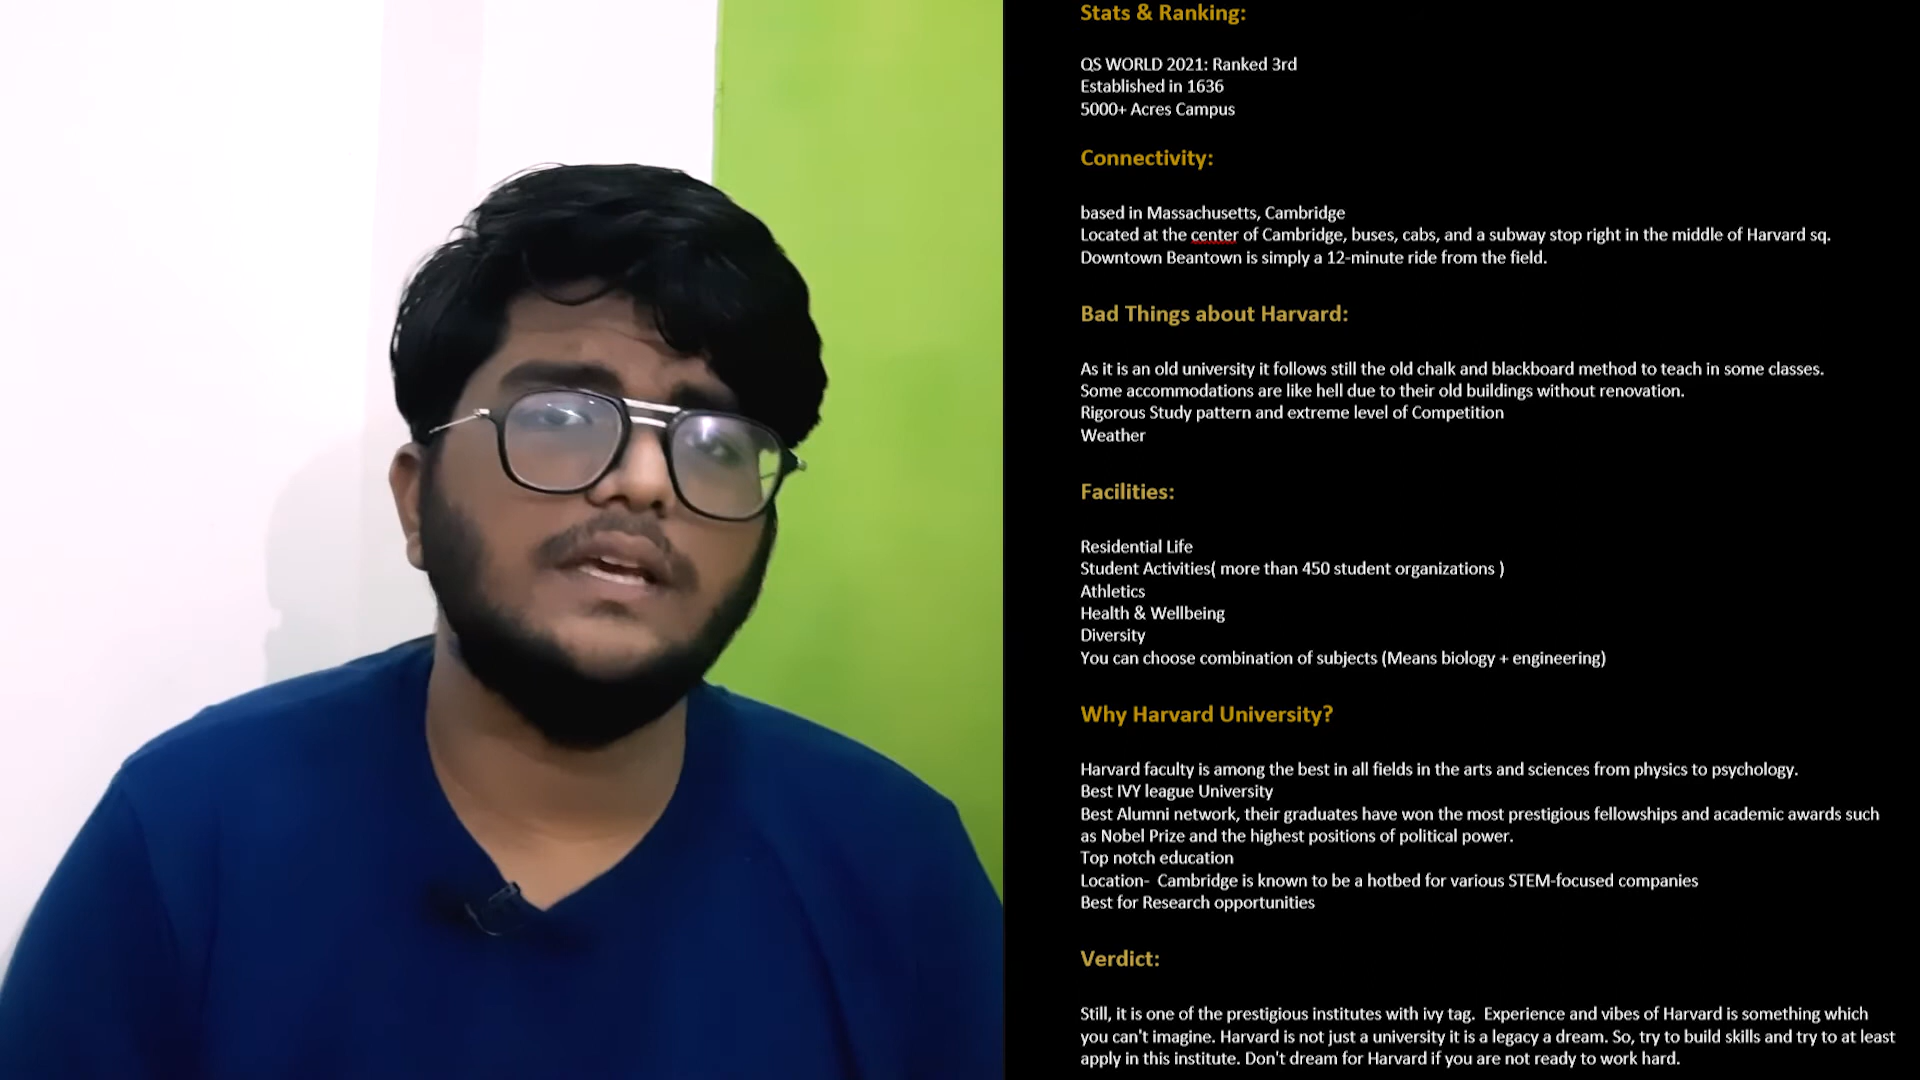 Stats & Ranking:
QS WORLD 2021: Ranked 3rd
Established in 1636
5000+ Acres Campus
Connectivity:
based in Massachusetts, Cambridge
Located at the center of Cambridge, buses, cabs, and a subway stop right in the middle of Harvard sq.
Downtown Beantown is simply a 12-minute ride from the field.
Bad Things about Harvard:
As it is an old university it follows still the old chalk and blackboard method to teach in some classes.
Some accommodations are like hell due to their old buildings without renovation.
Rigorous Study pattern and extreme level of Competition
Weather
Facilities:
Residential Life
Student Activities( more than 450 student organizations )
Athletics
Health & Wellbeing
Diversity
You can choose combination of subjects (Means biology + engineering)
Why Harvard University?
Harvard faculty is among the best in all fields in the arts and sciences from physics to psychology.
Best IVY league University
Best Alumni network, their graduates have won the most prestigious fellowships and academic awards such
as Nobel Prize and the highest positions of political power.
Top notch education
Location-  Cambridge is known to be a hotbed for various STEM-focused companies
Best for Research opportunities
Verdict:
Still, it is one of the prestigious institutes with ivy tag.  Experience and vibes of Harvard is something which
you can't imagine. Harvard is not just a university it is a legacy a dream. So, try to build skills and try to at least
apply in this institute. Don't dream for Harvard if you are not ready to work hard.